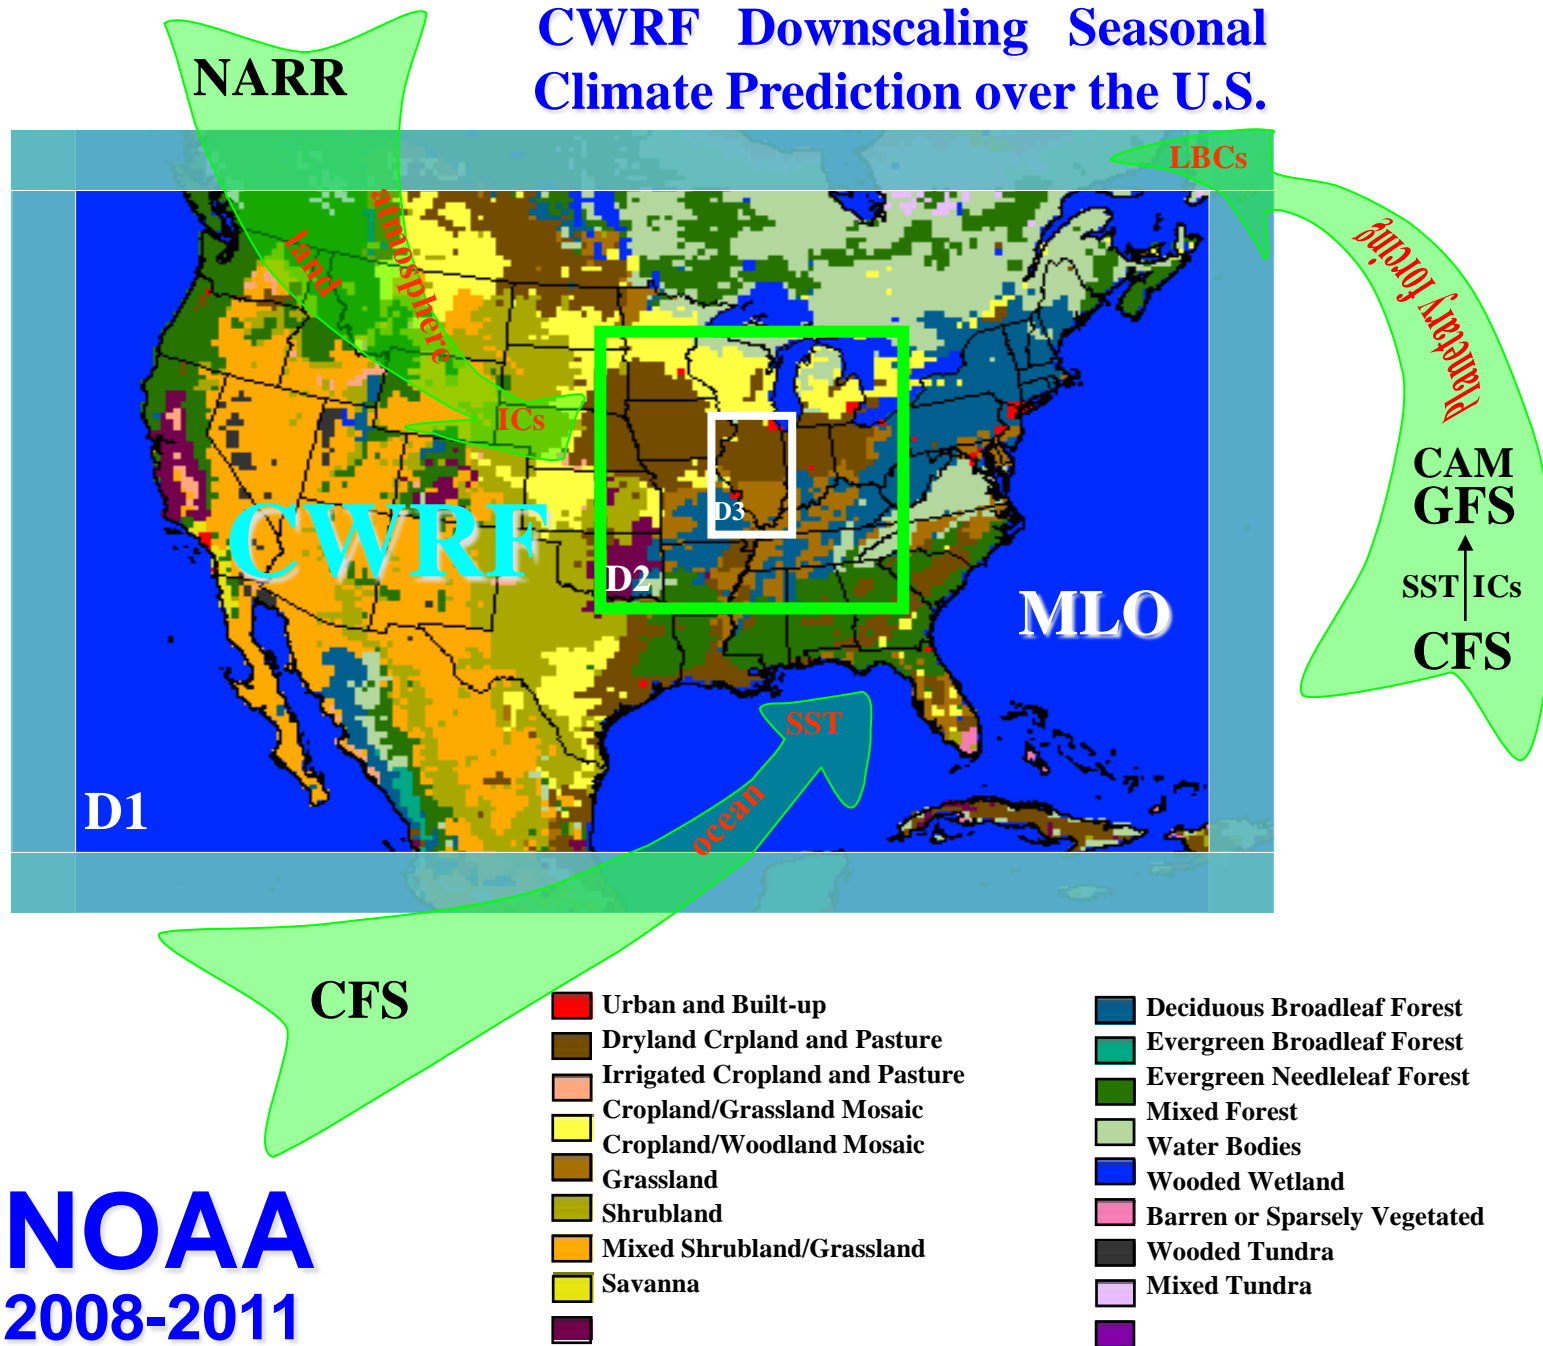 CWRF Downscaling Seasonal
Climate Prediction over the U.S.
NARR
LBCs
land
atmosphere
Planetary forcing
ICs
CWRF
D3
D2
MLO
CAM
GFS
SST ICs
CFS
SST
ocean
D1
CFS
Urban and Built-up
Dryland Crpland and Pasture
Irrigated Cropland and Pasture
Cropland/Grassland Mosaic
Cropland/Woodland Mosaic
Grassland
Shrubland
Mixed Shrubland/Grassland
Savanna
Deciduous Broadleaf Forest
Evergreen Broadleaf Forest
Evergreen Needleleaf Forest
Mixed Forest
Water Bodies
Wooded Wetland
Barren or Sparsely Vegetated
Wooded Tundra
Mixed Tundra
NOAA
2008-2011